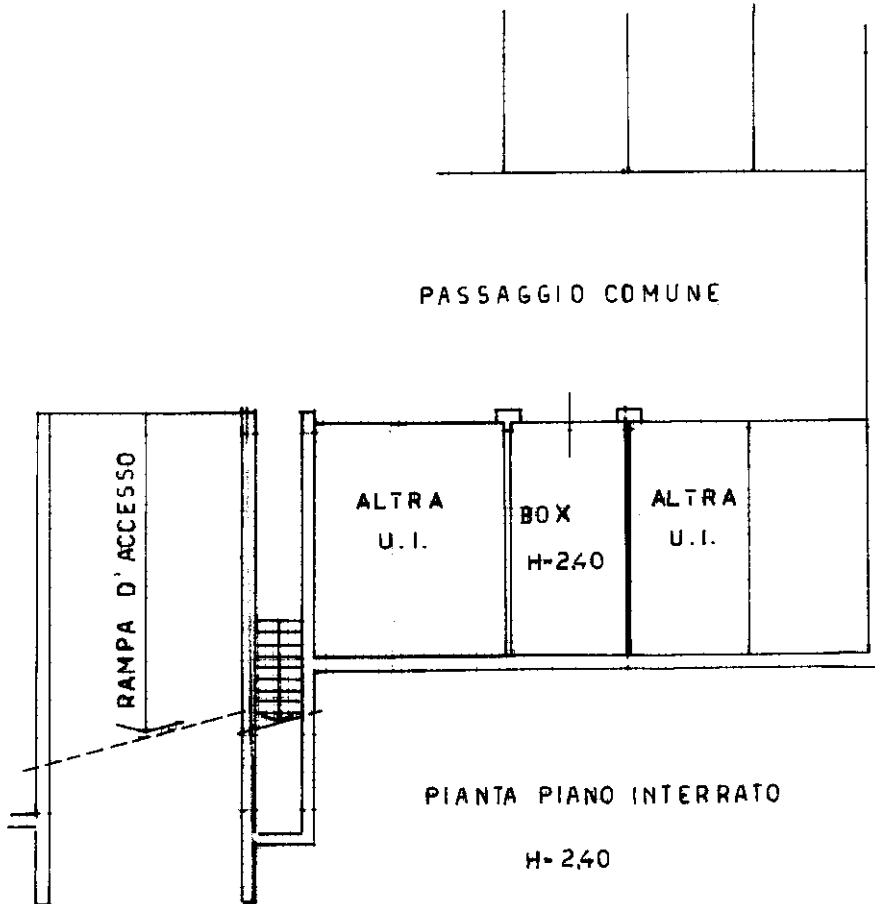 PASSAGGIO COMUNE
RAMPA D'ACCESSO
ALTRA
U.I.
BOX
H=2,40
ALTRA
U.I.
PIANTA PIANO INTERRATO
H=2,40